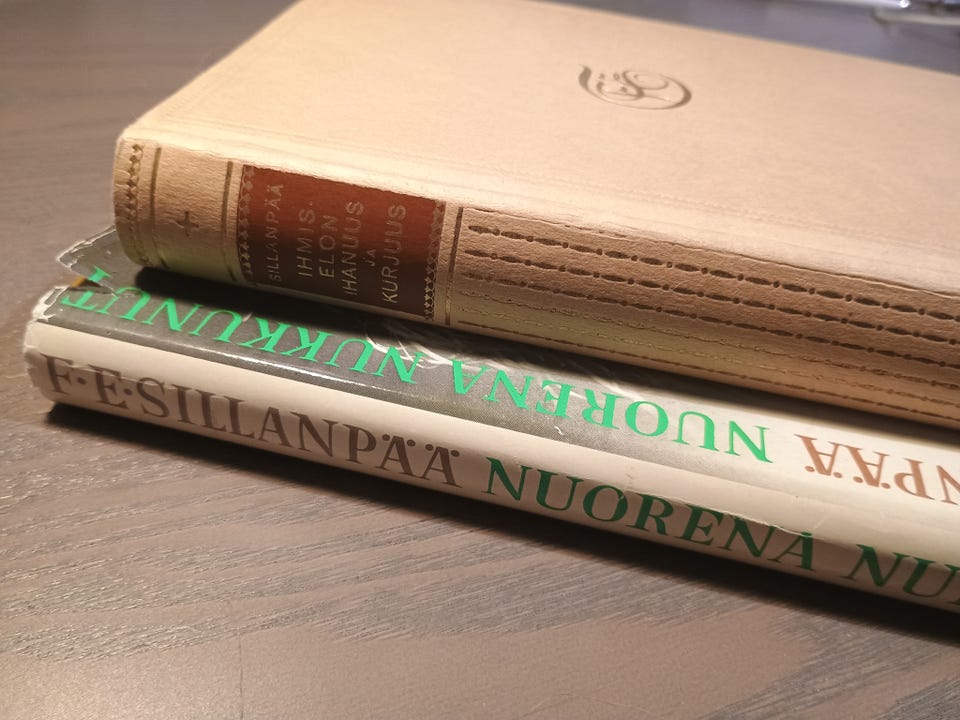 SILLANPÄÄ
IHMIS-
ELON
IHANUUS
JA
KURJUUS
NUORENA NUKKUNUT
F·E·SILLANPÄÄ NUORENA